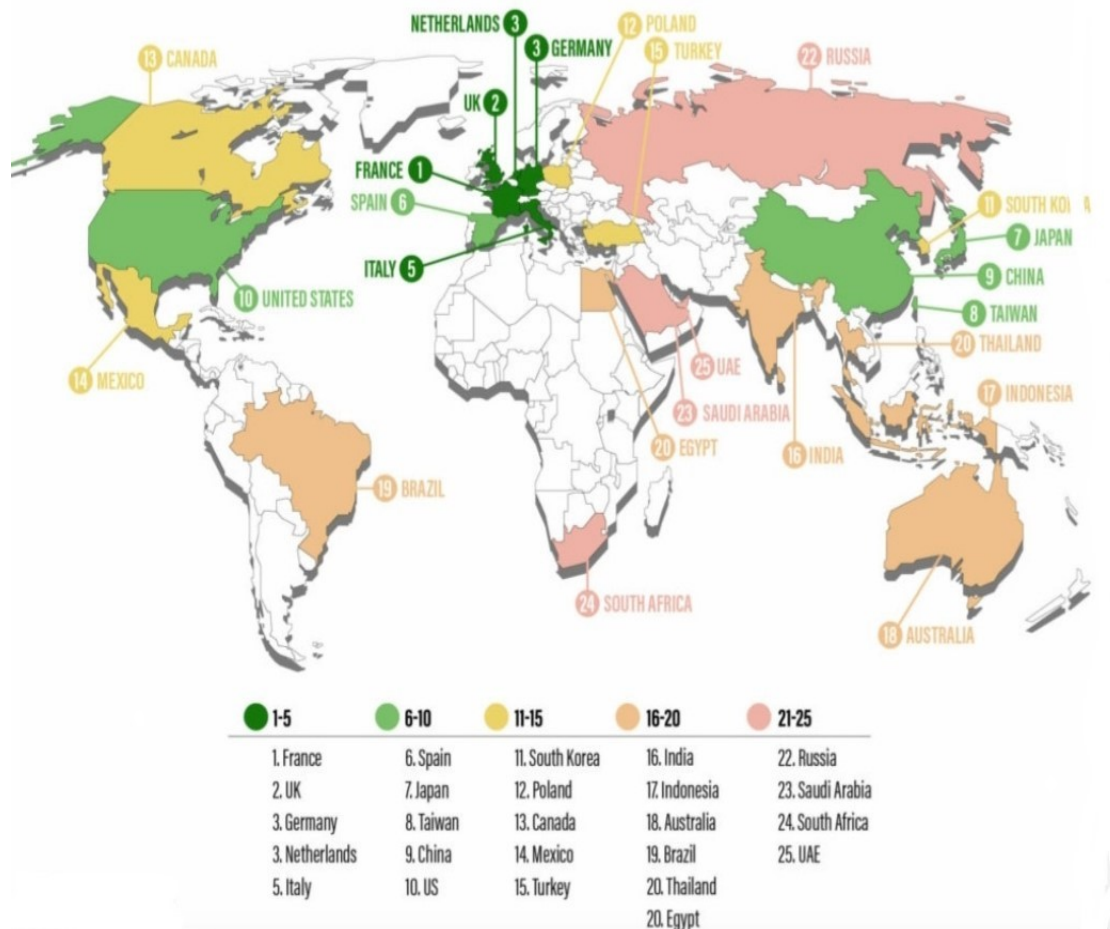 NETHERLANDS 3
3 GERMANY
12 POLAND
15 TURKEY
13 CANADA
22 RUSSIA
UK 2
FRANCE 1
SPAIN 6
11 SOUTH
7 JAPAN
ITALY 5
9 CHINA
10 UNITED STATES
8 TAIWAN
20 THAILAND
25 UAE
14 MEXICO
17 INDONESIA
23 SAUDI ARABIA
20 EGYPT
16 INDIA
19 BRAZIL
24 SOUTH AFRICA
18 AUSTRALIA
1-5
6-10
11-15
16-20
21-25
1. France
2. UK
3. Germany
3. Netherlands
5. Italy
6. Spain
7. Japan
8. Taiwan
9. China
10. US
11. South Korea
12. Poland
13. Canada
14. Mexico
15. Turkey
16. India
17. Indonesia
18. Australia
19. Brazil
20. Thailand
20. Egypt
22. Russia
23. Saudi Arabia
24. South Africa
25. UAE